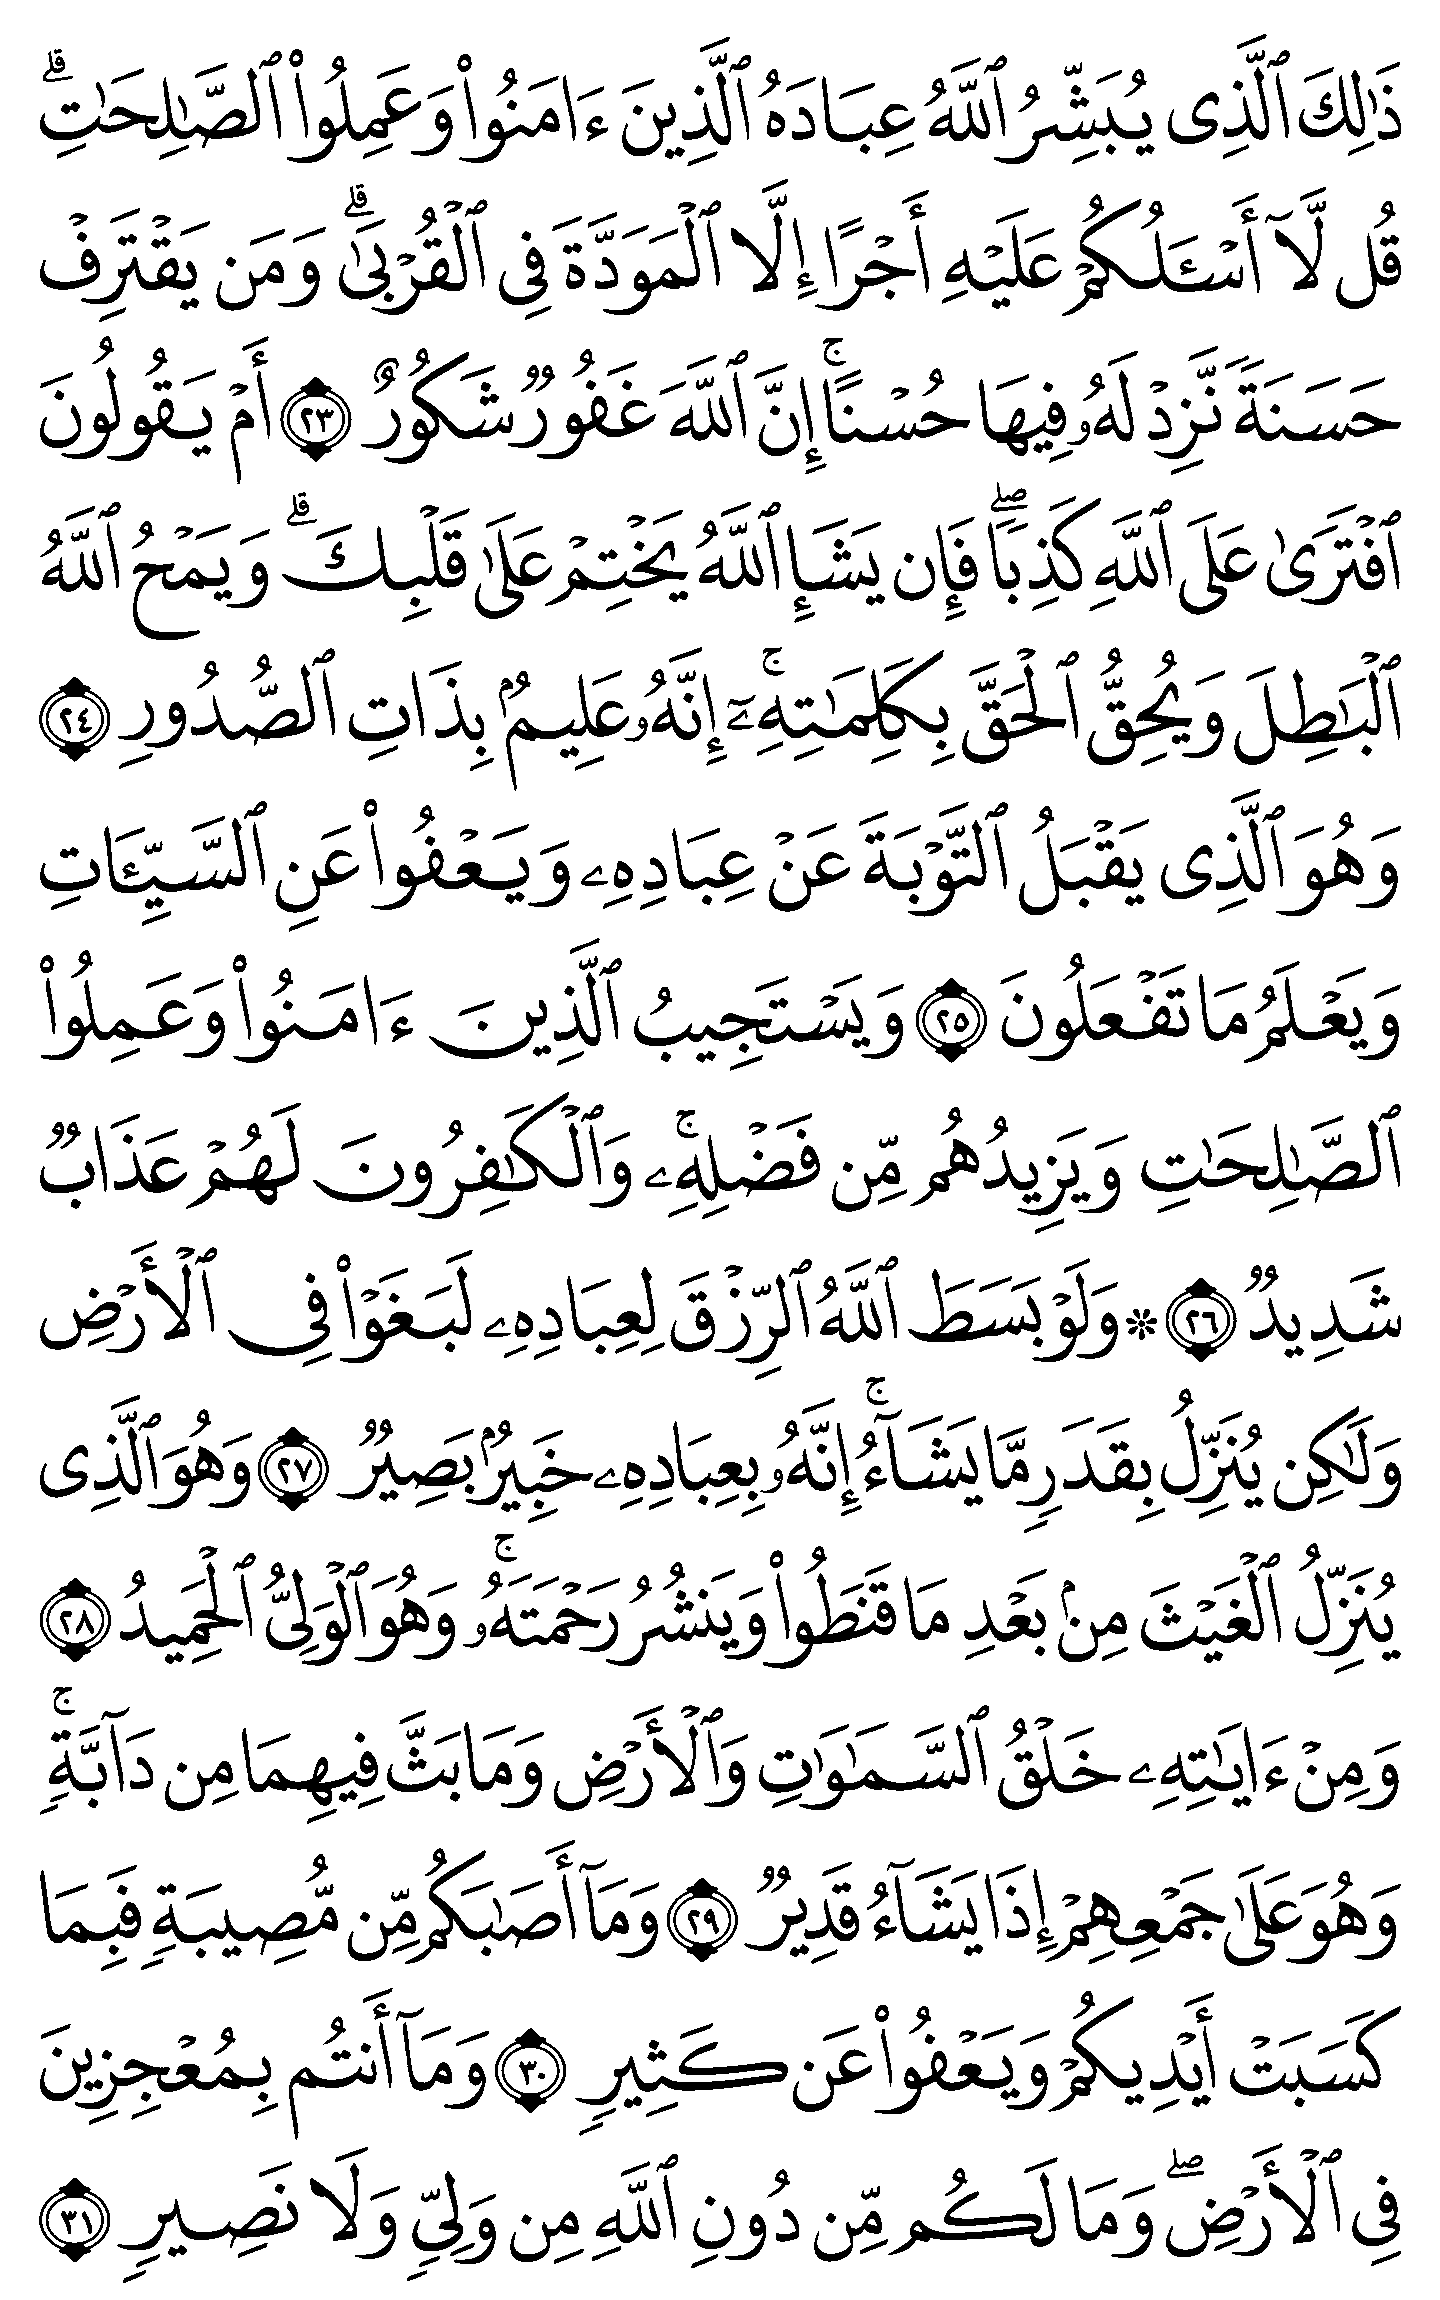 ذَٰلِكَ ٱلَّذِى يُبَشِّرُ ٱللَّهُ عِبَادَهُ ٱلَّذِينَ ءَامَنُوا۟ وَعَمِلُوا۟ ٱلصَّـٰلِحَـٰتِ ۗ
قُل لَّآ أَسْـَٔلُكُمْ عَلَيْهِ أَجْرًا إِلَّا ٱلْمَوَدَّةَ فِى ٱلْقُرْبَىٰ ۗ وَمَن يَقْتَرِفْ
حَسَنَةً نَّزِدْ لَهُۥ فِيهَا حُسْنًا ۚ إِنَّ ٱللَّهَ غَفُورٌ شَكُورٌ ٢٣ أَمْ يَقُولُونَ
ٱفْتَرَىٰ عَلَى ٱللَّهِ كَذِبًا ۖ فَإِن يَشَإِ ٱللَّهُ يَخْتِمْ عَلَىٰ قَلْبِكَ ۗ وَيَمْحُ ٱللَّهُ
ٱلْبَـٰطِلَ وَيُحِقُّ ٱلْحَقَّ بِكَلِمَـٰتِهِۦٓ ۚ إِنَّهُۥ عَلِيمٌۢ بِذَاتِ ٱلصُّدُورِ ٢٤
وَهُوَ ٱلَّذِى يَقْبَلُ ٱلتَّوْبَةَ عَنْ عِبَادِهِۦ وَيَعْفُوا۟ عَنِ ٱلسَّيِّـَٔاتِ
وَيَعْلَمُ مَا تَفْعَلُونَ ٢٥ وَيَسْتَجِيبُ ٱلَّذِينَ ءَامَنُوا۟ وَعَمِلُوا۟
ٱلصَّـٰلِحَـٰتِ وَيَزِيدُهُم مِّن فَضْلِهِۦ ۚ وَٱلْكَـٰفِرُونَ لَهُمْ عَذَابٌ
شَدِيدٌ ٢٦ ۞ وَلَوْ بَسَطَ ٱللَّهُ ٱلرِّزْقَ لِعِبَادِهِۦ لَبَغَوْا۟ فِى ٱلْأَرْضِ
وَلَـٰكِن يُنَزِّلُ بِقَدَرٍ مَّا يَشَآءُ ۚ إِنَّهُۥ بِعِبَادِهِۦ خَبِيرٌۢ بَصِيرٌ ٢٧ وَهُوَ ٱلَّذِى
يُنَزِّلُ ٱلْغَيْثَ مِنۢ بَعْدِ مَا قَنَطُوا۟ وَيَنشُرُ رَحْمَتَهُۥ ۚ وَهُوَ ٱلْوَلِىُّ ٱلْحَمِيدُ ٢٨
وَمِنْ ءَايَـٰتِهِۦ خَلْقُ ٱلسَّمَـٰوَٰتِ وَٱلْأَرْضِ وَمَا بَثَّ فِيهِمَا مِن دَآبَّةٍ ۚ
وَهُوَ عَلَىٰ جَمْعِهِمْ إِذَا يَشَآءُ قَدِيرٌ ٢٩ وَمَآ أَصَـٰبَكُم مِّن مُّصِيبَةٍ فَبِمَا
كَسَبَتْ أَيْدِيكُمْ وَيَعْفُوا۟ عَن كَثِيرٍ ٣٠ وَمَآ أَنتُم بِمُعْجِزِينَ
فِى ٱلْأَرْضِ ۖ وَمَا لَكُم مِّن دُونِ ٱللَّهِ مِن وَلِىٍّ وَلَا نَصِيرٍ ٣١